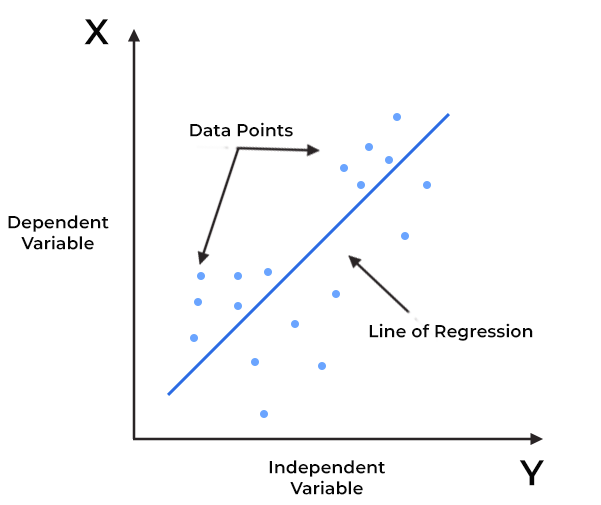 X
Data Points
Dependent
Variable
Line of Regression
Independent
Variable
Y